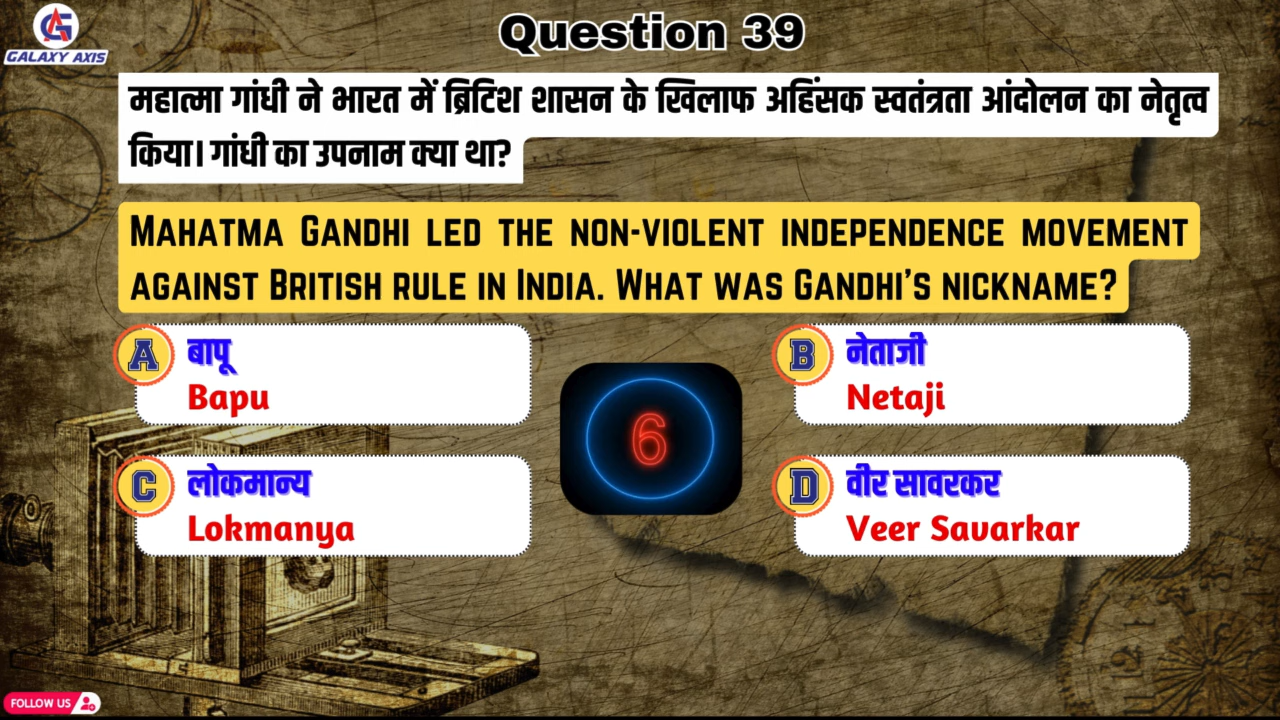 GALAXY AXIS
Question 39
महात्मा गांधी ने भारत में ब्रिटिश शासन के खिलाफ अहिंसक स्वतंत्रता आंदोलन का नेतृत्व
किया। गांधी का उपनाम क्या था?
MAHATMA GANDHI LED THE NON-VIOLENT INDEPENDENCE MOVEMENT
AGAINST BRITISH RULE IN INDIA. WHAT WAS GANDHI'S NICKNAME?
A बापू
Bapu
B नेताजी
Netaji
6
C लोकमान्य
Lokmanya
D वीर सावरकर
Veer Savarkar
FOLLOW US